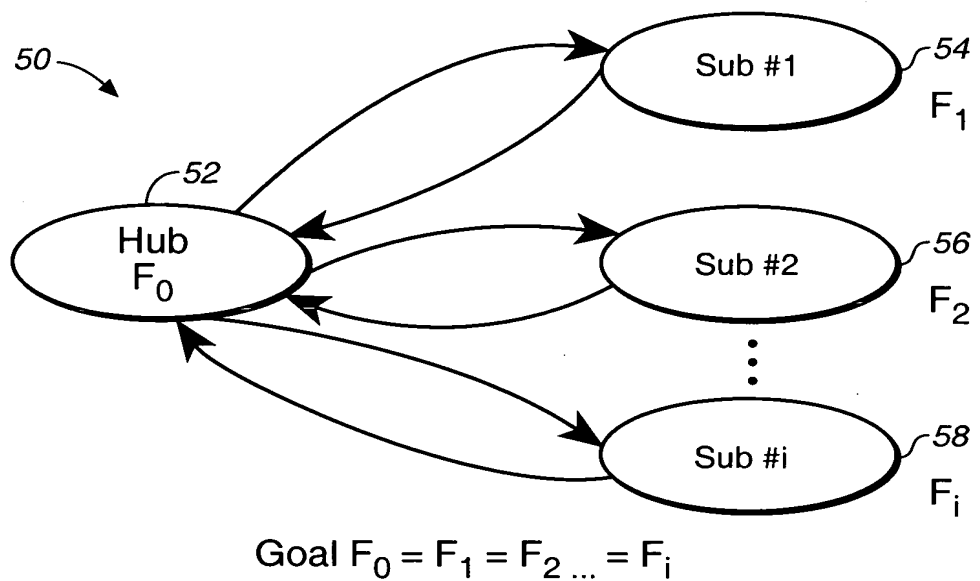 50
Sub #1
54
F1
52
Hub
F0
Sub #2
56
F2
Sub #i
58
Fi
Goal F0 = F1 = F2 ... = Fi